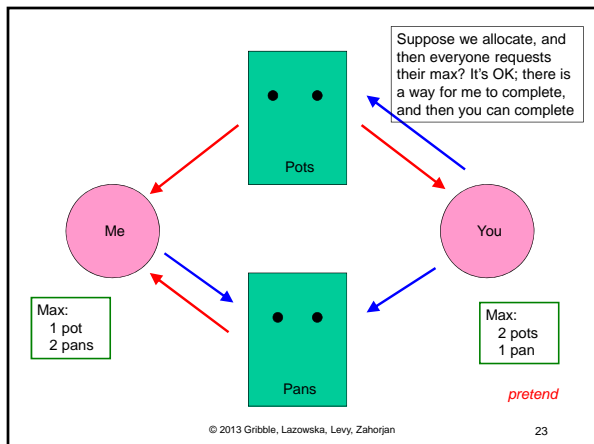 Suppose we allocate, and
then everyone requests
their max? It's OK; there is
a way for me to complete,
and then you can complete
Pots
Me
You
Max:
1 pot
2 pans
Max:
2 pots
1 pan
Pans
pretend
© 2013 Gribble, Lazowska, Levy, Zahorjan
23